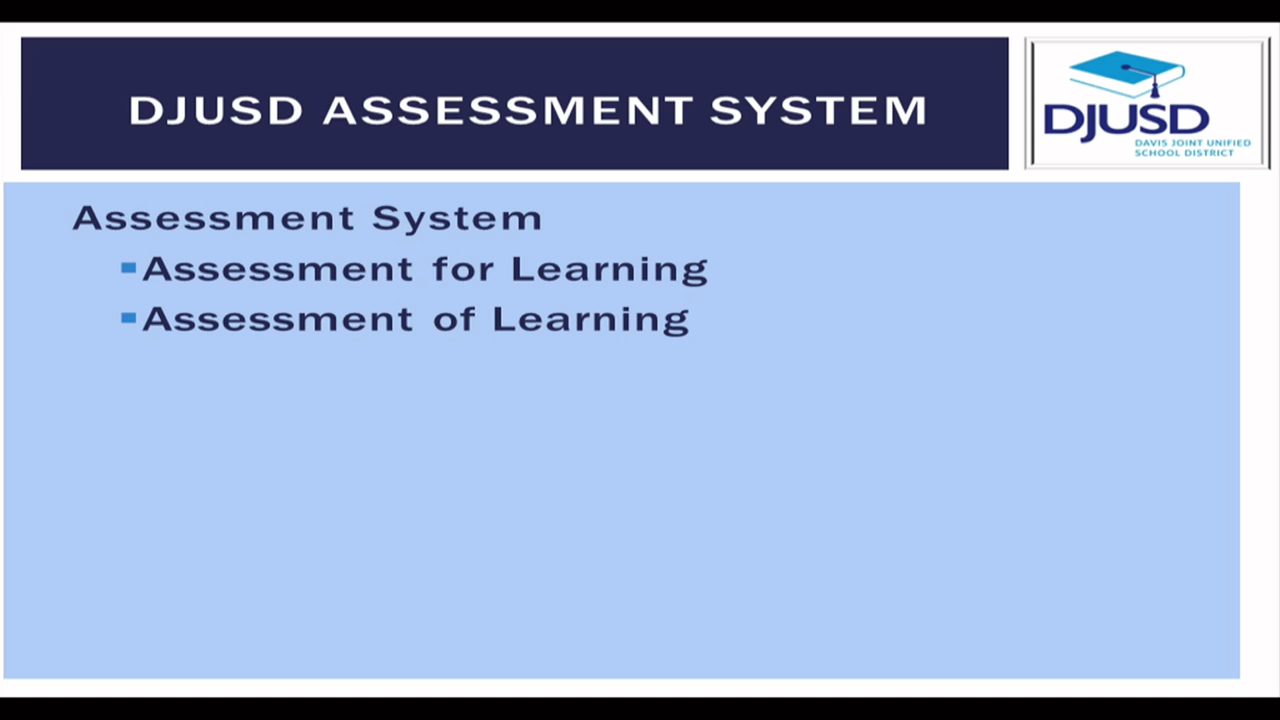 DJUSD ASSESSMENT SYSTEM
DJUSD
DAVIS JOINT UNIFIED
SCHOOL DISTRICT
Assessment System
Assessment for Learning
Assessment of Learning